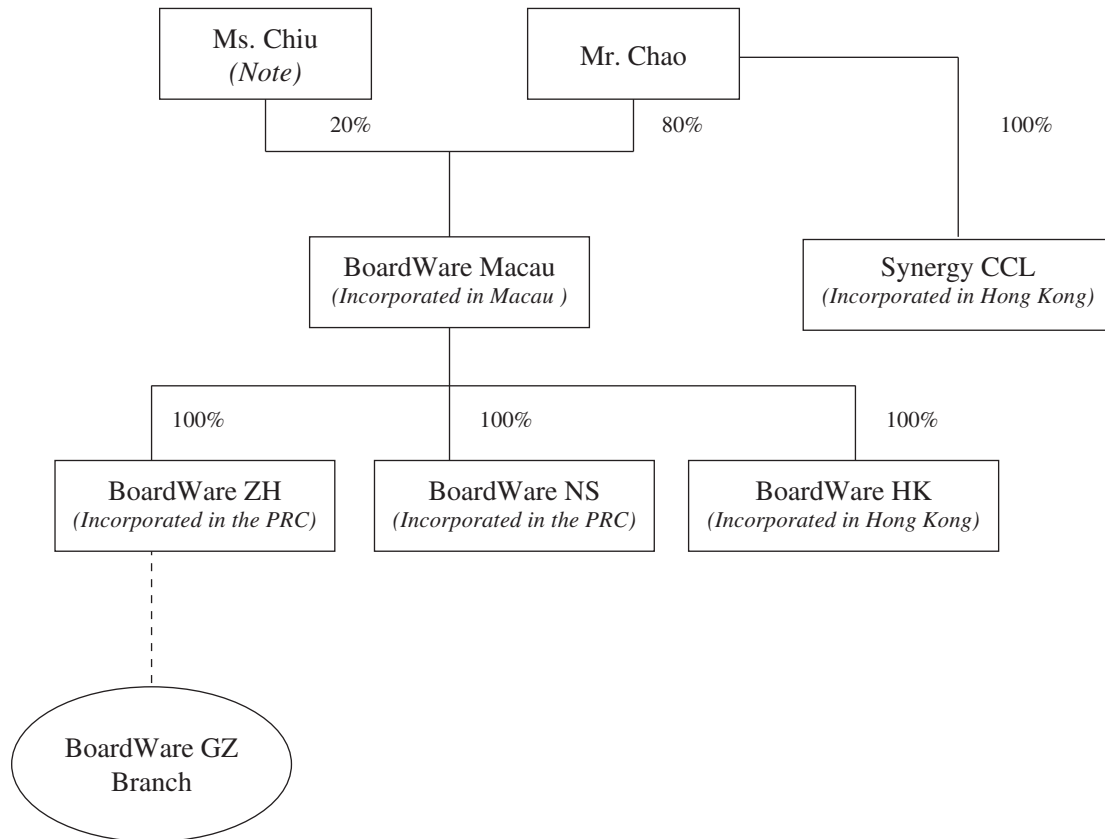 Ms. Chiu
(Note)
Mr. Chao
20%
80%
100%
BoardWare Macau
(Incorporated in Macau )
Synergy CCL
(Incorporated in Hong Kong)
100%
100%
100%
BoardWare ZH
(Incorporated in the PRC)
BoardWare NS
(Incorporated in the PRC)
BoardWare HK
(Incorporated in Hong Kong)
BoardWare GZ
Branch